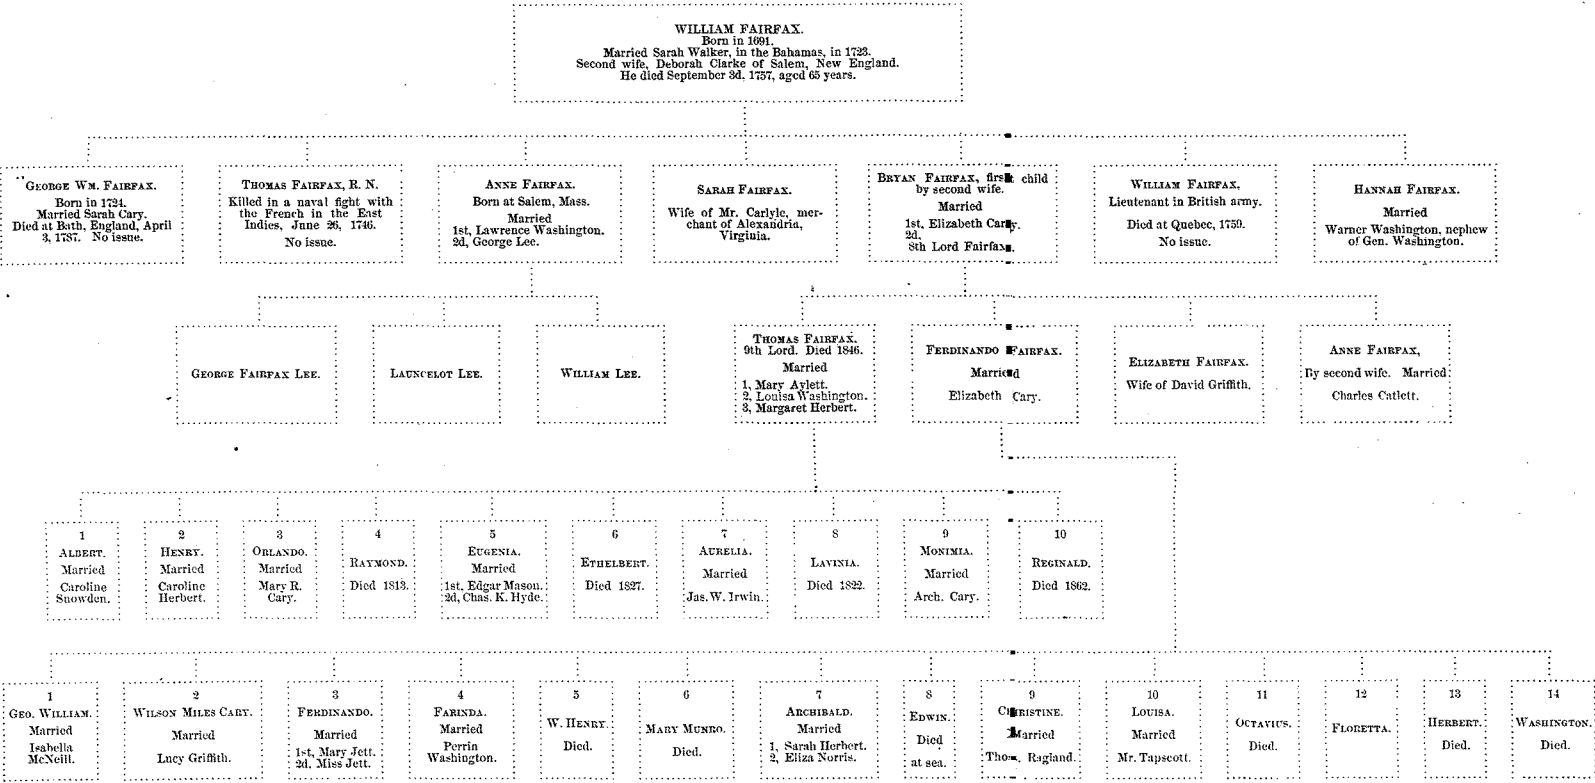 WILLIAM FAIRFAX.
Born in 1691.
Married Sarah Walker, in the Bahamas, in 1723.
Second wife, Deborah Clarke of Salem, New England.
He died September 3d, 1757, aged 65 years.
GEORGE WM. FAIRFAX.
Born in 1724.
Married Sarah Cary.
Died at Bath, England, April
3, 1787. No issue.
THOMAS FAIRFAX, R. N.
Killed in a naval fight with
the French in the East
Indies, June 26, 1746.
No issue.
ANNE FAIRFAX.
Born at Salem, Mass.
Married
1st, Lawrence Washington.
2d, George Lee.
SARAH FAIRFAX.
Wife of Mr. Carlyle, mer-
chant of Alexandria,
Virginia.
BRYAN FAIRFAX, first child
by second wife.
Married
1st, Elizabeth Cary.
2d.
8th Lord Fairfax.
WILLIAM FAIRFAX,
Lieutenant in British army.
Died at Quebec, 1759.
No issue.
HANNAH FAIRFAX.
Married
Warner Washington, nephew
of Gen. Washington.
GEORGE FAIRFAX LEE.
LAUNCELOT LEE.
WILLIAM LEE.
THOMAS FAIRFAX.
9th Lord. Died 1846.
Married
1, Mary Aylett.
2, Louisa Washington.
3, Margaret Herbert.
FERDINANDO FAIRFAX.
Married
Elizabeth Cary.
ELIZABETH FAIRFAX.
Wife of David Griffith.
ANNE FAIRFAX,
By second wife. Married
Charles Catlett.
1
ALBERT.
Married
Caroline
Snowden.
2
HENRY.
Married
Caroline
Herbert.
3
ORLANDO.
Married
Mary R.
Cary.
4
RAYMOND.
Died 1813.
5
EUGENIA.
Married
1st, Edgar Mason.
2d, Chas. K. Hyde.
6
ETHELBERT.
Died 1827.
7
AURELIA.
Married
Jas. W. Irwin.
8
LAVINIA.
Died 1822.
9
MONIMIA.
Married
Arch. Cary.
10
REGINALD.
Died 1862.
1
GEO. WILLIAM.
Married
Isabella
McNeill.
2
WILSON MILES CARY.
Married
Lucy Griffith.
3
FERDINANDO.
Married
1st, Mary Jett.
2d, Miss Jett.
4
FARINDA.
Married
Perrin
Washington.
5
W. HENRY.
Died.
6
MARY MUNRO.
Died.
7
ARCHIBALD.
Married
1, Sarah Herbert.
2, Eliza Norris.
8
EDWIN.
Died
at sea.
9
CHRISTINE.
Married
Thos. Ragland.
10
LOUISA.
Married
Mr. Tapscott.
11
OCTAVIUS.
Died.
12
FLORETTA.
13
HERBERT.
Died.
14
WASHINGTON.
Died.